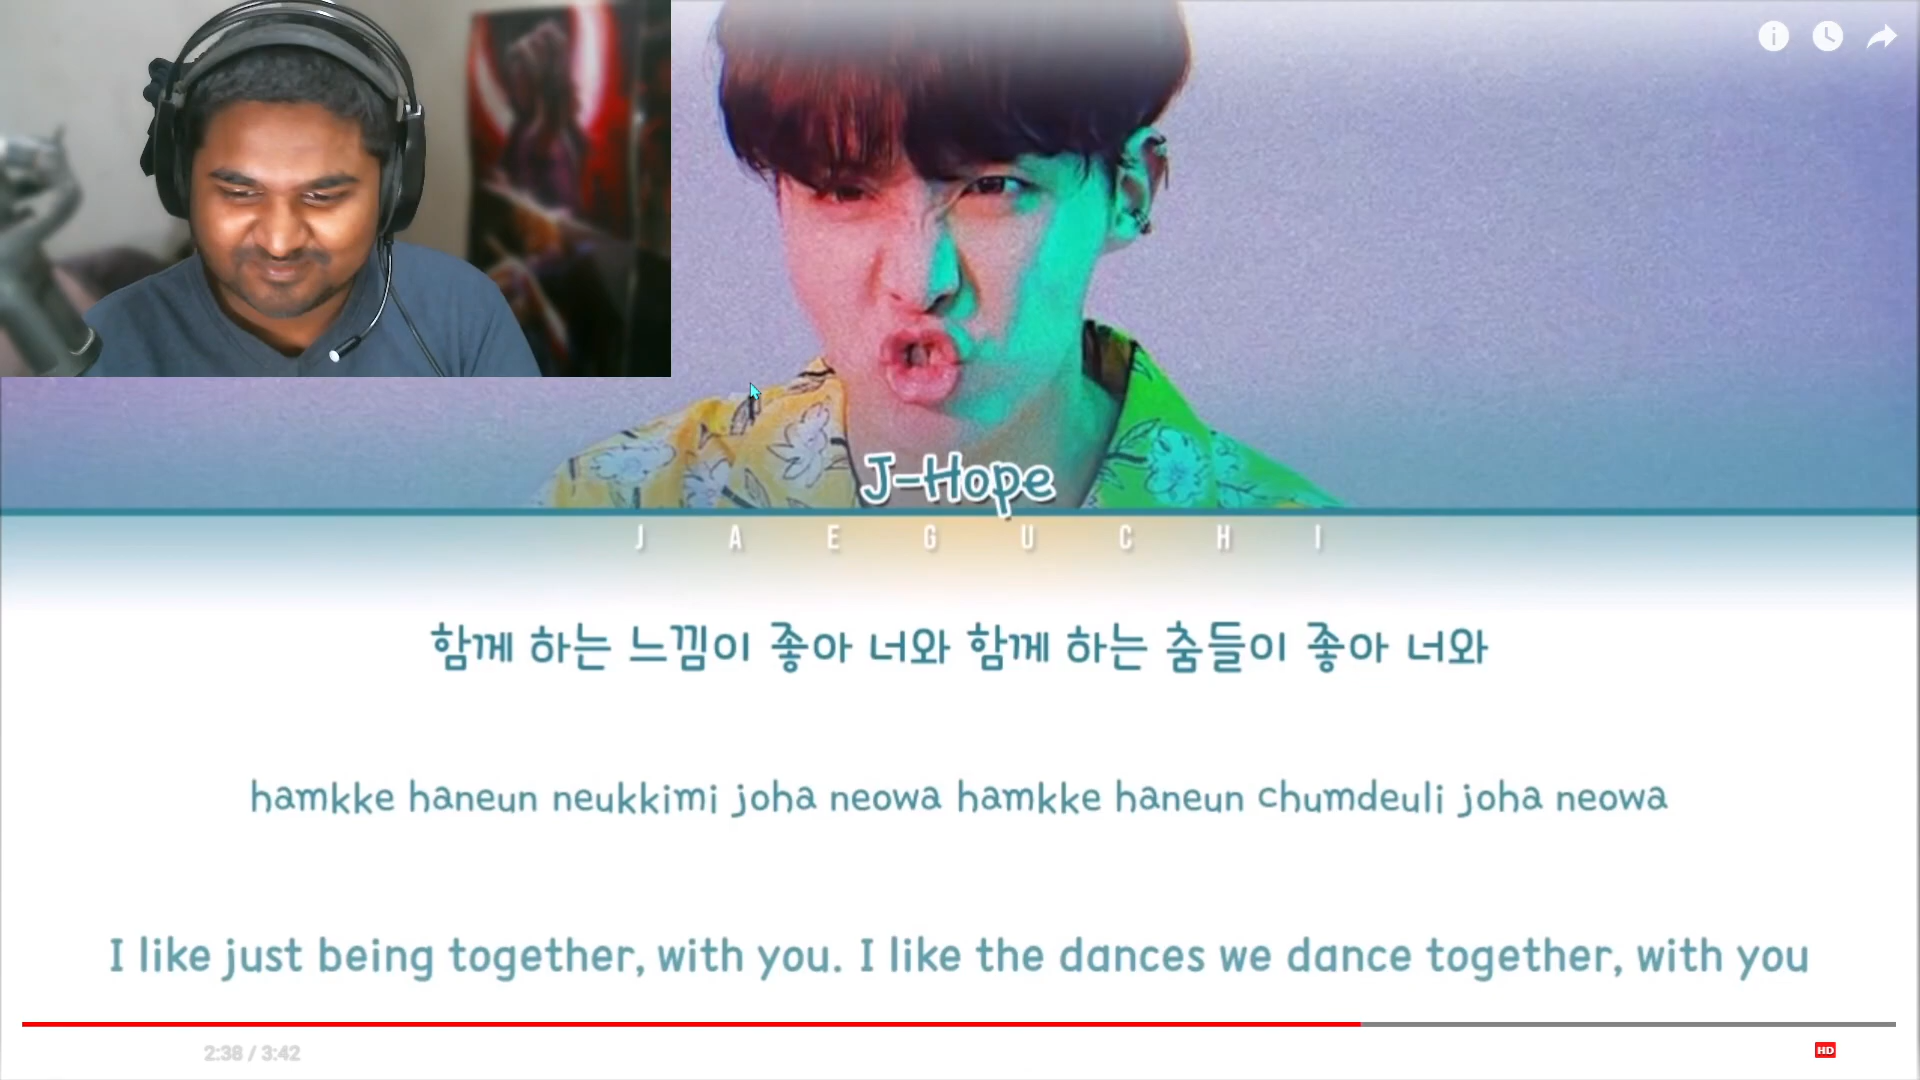 J-Hope
JAEGUCHI
함께 하는 느낌이 좋아 너와 함께 하는 춤들이 좋아 너와
hamkke haneun neukkimi joha neowa hamkke haneun chumdeuli joha neowa
I like just being together, with you. I like the dances we dance together, with you
2:38 / 3:42
HD